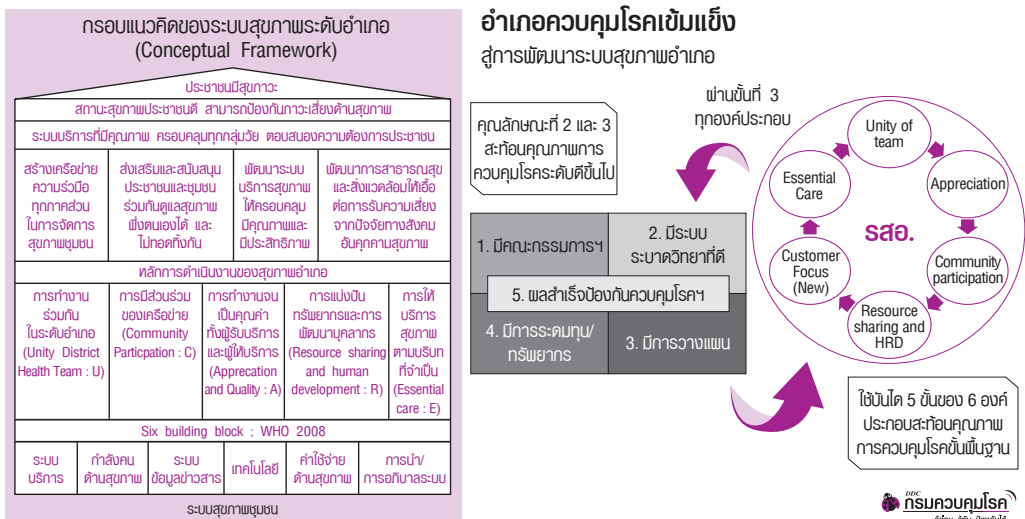 กรอบแนวคิดของระบบสุขภาพระดับอำเภอ
(Conceptual Framework)
ประชาชนมีสุขภาวะ
สถานะสุขภาพประชาชนดี สามารถป้องกันภาวะเสี่ยงด้านสุขภาพ
ระบบบริการที่มีคุณภาพ ครอบคลุมทุกกลุ่มวัย ตอบสนองความต้องการประชาชน
สร้างเครือข่าย
ความร่วมมือ
ทุกภาคส่วน
ในการจัดการ
สุขภาพชุมชน
ส่งเสริมและสนับสนุน
ประชาชนและชุมชน
ร่วมกันดูแลสุขภาพ
พึ่งตนเองได้ และ
ไม่ทอดทิ้งกัน
พัฒนาระบบ
บริการสุขภาพ
ให้ครอบคลุม
มีคุณภาพและ
มีประสิทธิภาพ
พัฒนาการสาธารณสุข
และสิ่งแวดล้อมให้เอื้อ
ต่อการรับความเสี่ยง
จากปัจจัยทางสังคม
อันคุกคามสุขภาพ
หลักการดำเนินงานของสุขภาพอำเภอ
การทำงาน
ร่วมกัน
ในระดับอำเภอ
(Unity District
Health Team : U)
การมีส่วนร่วม
ของเครือข่าย
(Community
Particpation : C)
การทำงานจน
เป็นคุณค่า
ทั้งผู้รับบริการ
และผู้ให้บริการ
(Apprecation
and Quality : A)
การแบ่งปัน
ทรัพยากรและการ
พัฒนาบุคลากร
(Resource sharing
and human
development : R)
การให้
บริการ
สุขภาพ
ตามบริบท
ที่จำเป็น
(Essential
care : E)
Six building block ; WHO 2008
ระบบ
บริการ
กำลังคน
ด้านสุขภาพ
ระบบ
ข้อมูลข่าวสาร
เทคโนโลยี
ค่าใช้จ่าย
ด้านสุขภาพ
การนำ/
การอภิบาลระบบ
ระบบสุขภาพชุมชน
อำเภอควบคุมโรคเข้มแข็ง
สู่การพัฒนาระบบสุขภาพอำเภอ
คุณลักษณะที่ 2 และ 3
สะท้อนคุณภาพการ
ควบคุมโรคระดับดีขึ้นไป
ผ่านขั้นที่ 3
ทุกองค์ประกอบ
1. มีคณะกรรมการฯ
2. มีระบบ
ระบาดวิทยาที่ดี
5. ผลสำเร็จป้องกันควบคุมโรคฯ
4. มีการระดมทุน/
ทรัพยากร
3. มีการวางแผน
Unity of
team
Appreciation
Community
participation
Resource
sharing and
HRD
Customer
Focus
(New)
Essential
Care
รสอ.
ใช้บันได 5 ขั้นของ 6 องค์
ประกอบสะท้อนคุณภาพ
การควบคุมโรคขั้นพื้นฐาน
DDC
กรมควบคุมโรค